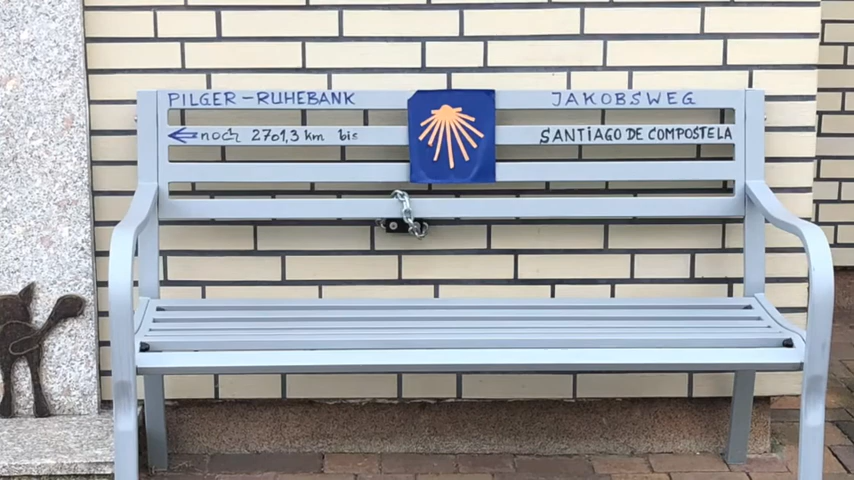 PILGER-RUHEBANK JAKOBSWEG
noch 2701,3 km bis SANTIAGO DE COMPOSTELA